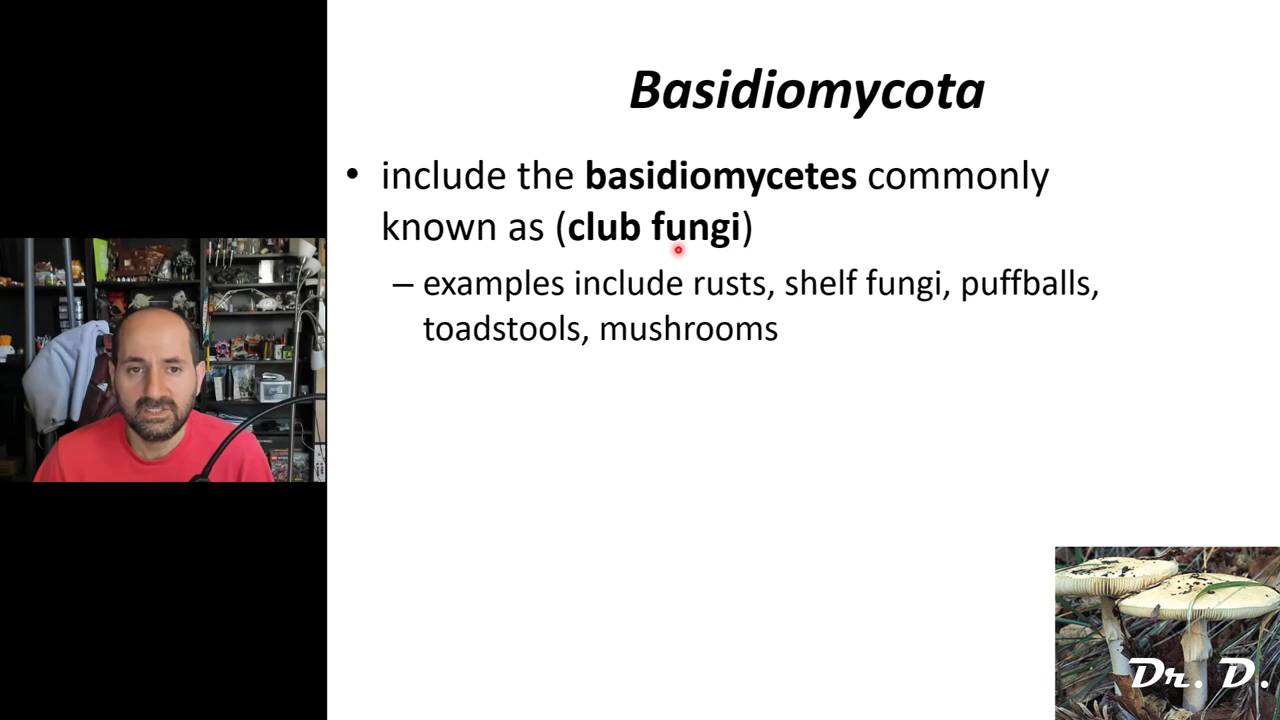 Basidiomycota
• include the basidiomycetes commonly
known as (club fungi)
– examples include rusts, shelf fungi, puffballs,
toadstools, mushrooms
Dr. D.